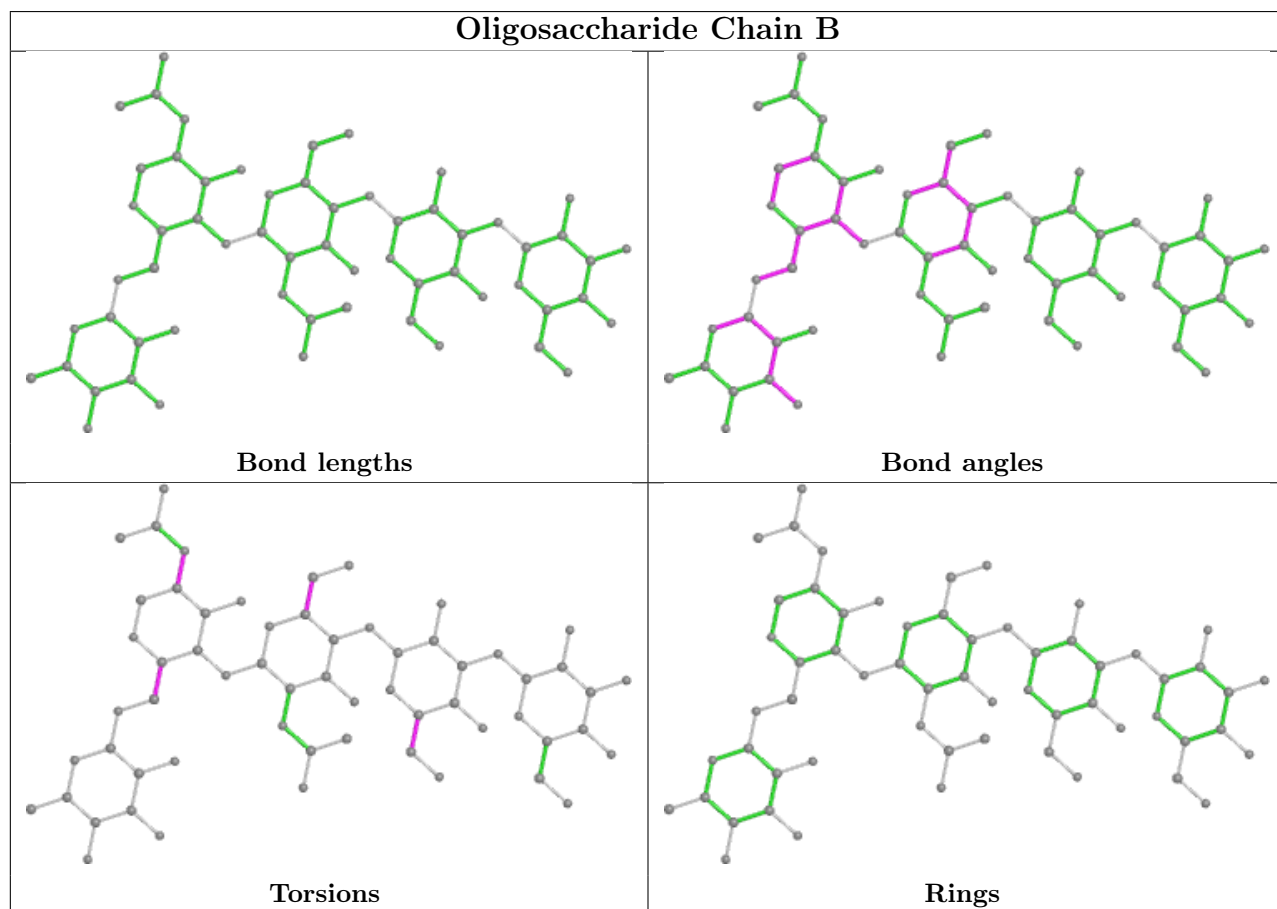 Oligosaccharide Chain B
Bond lengths
Bond angles
Torsions
Rings